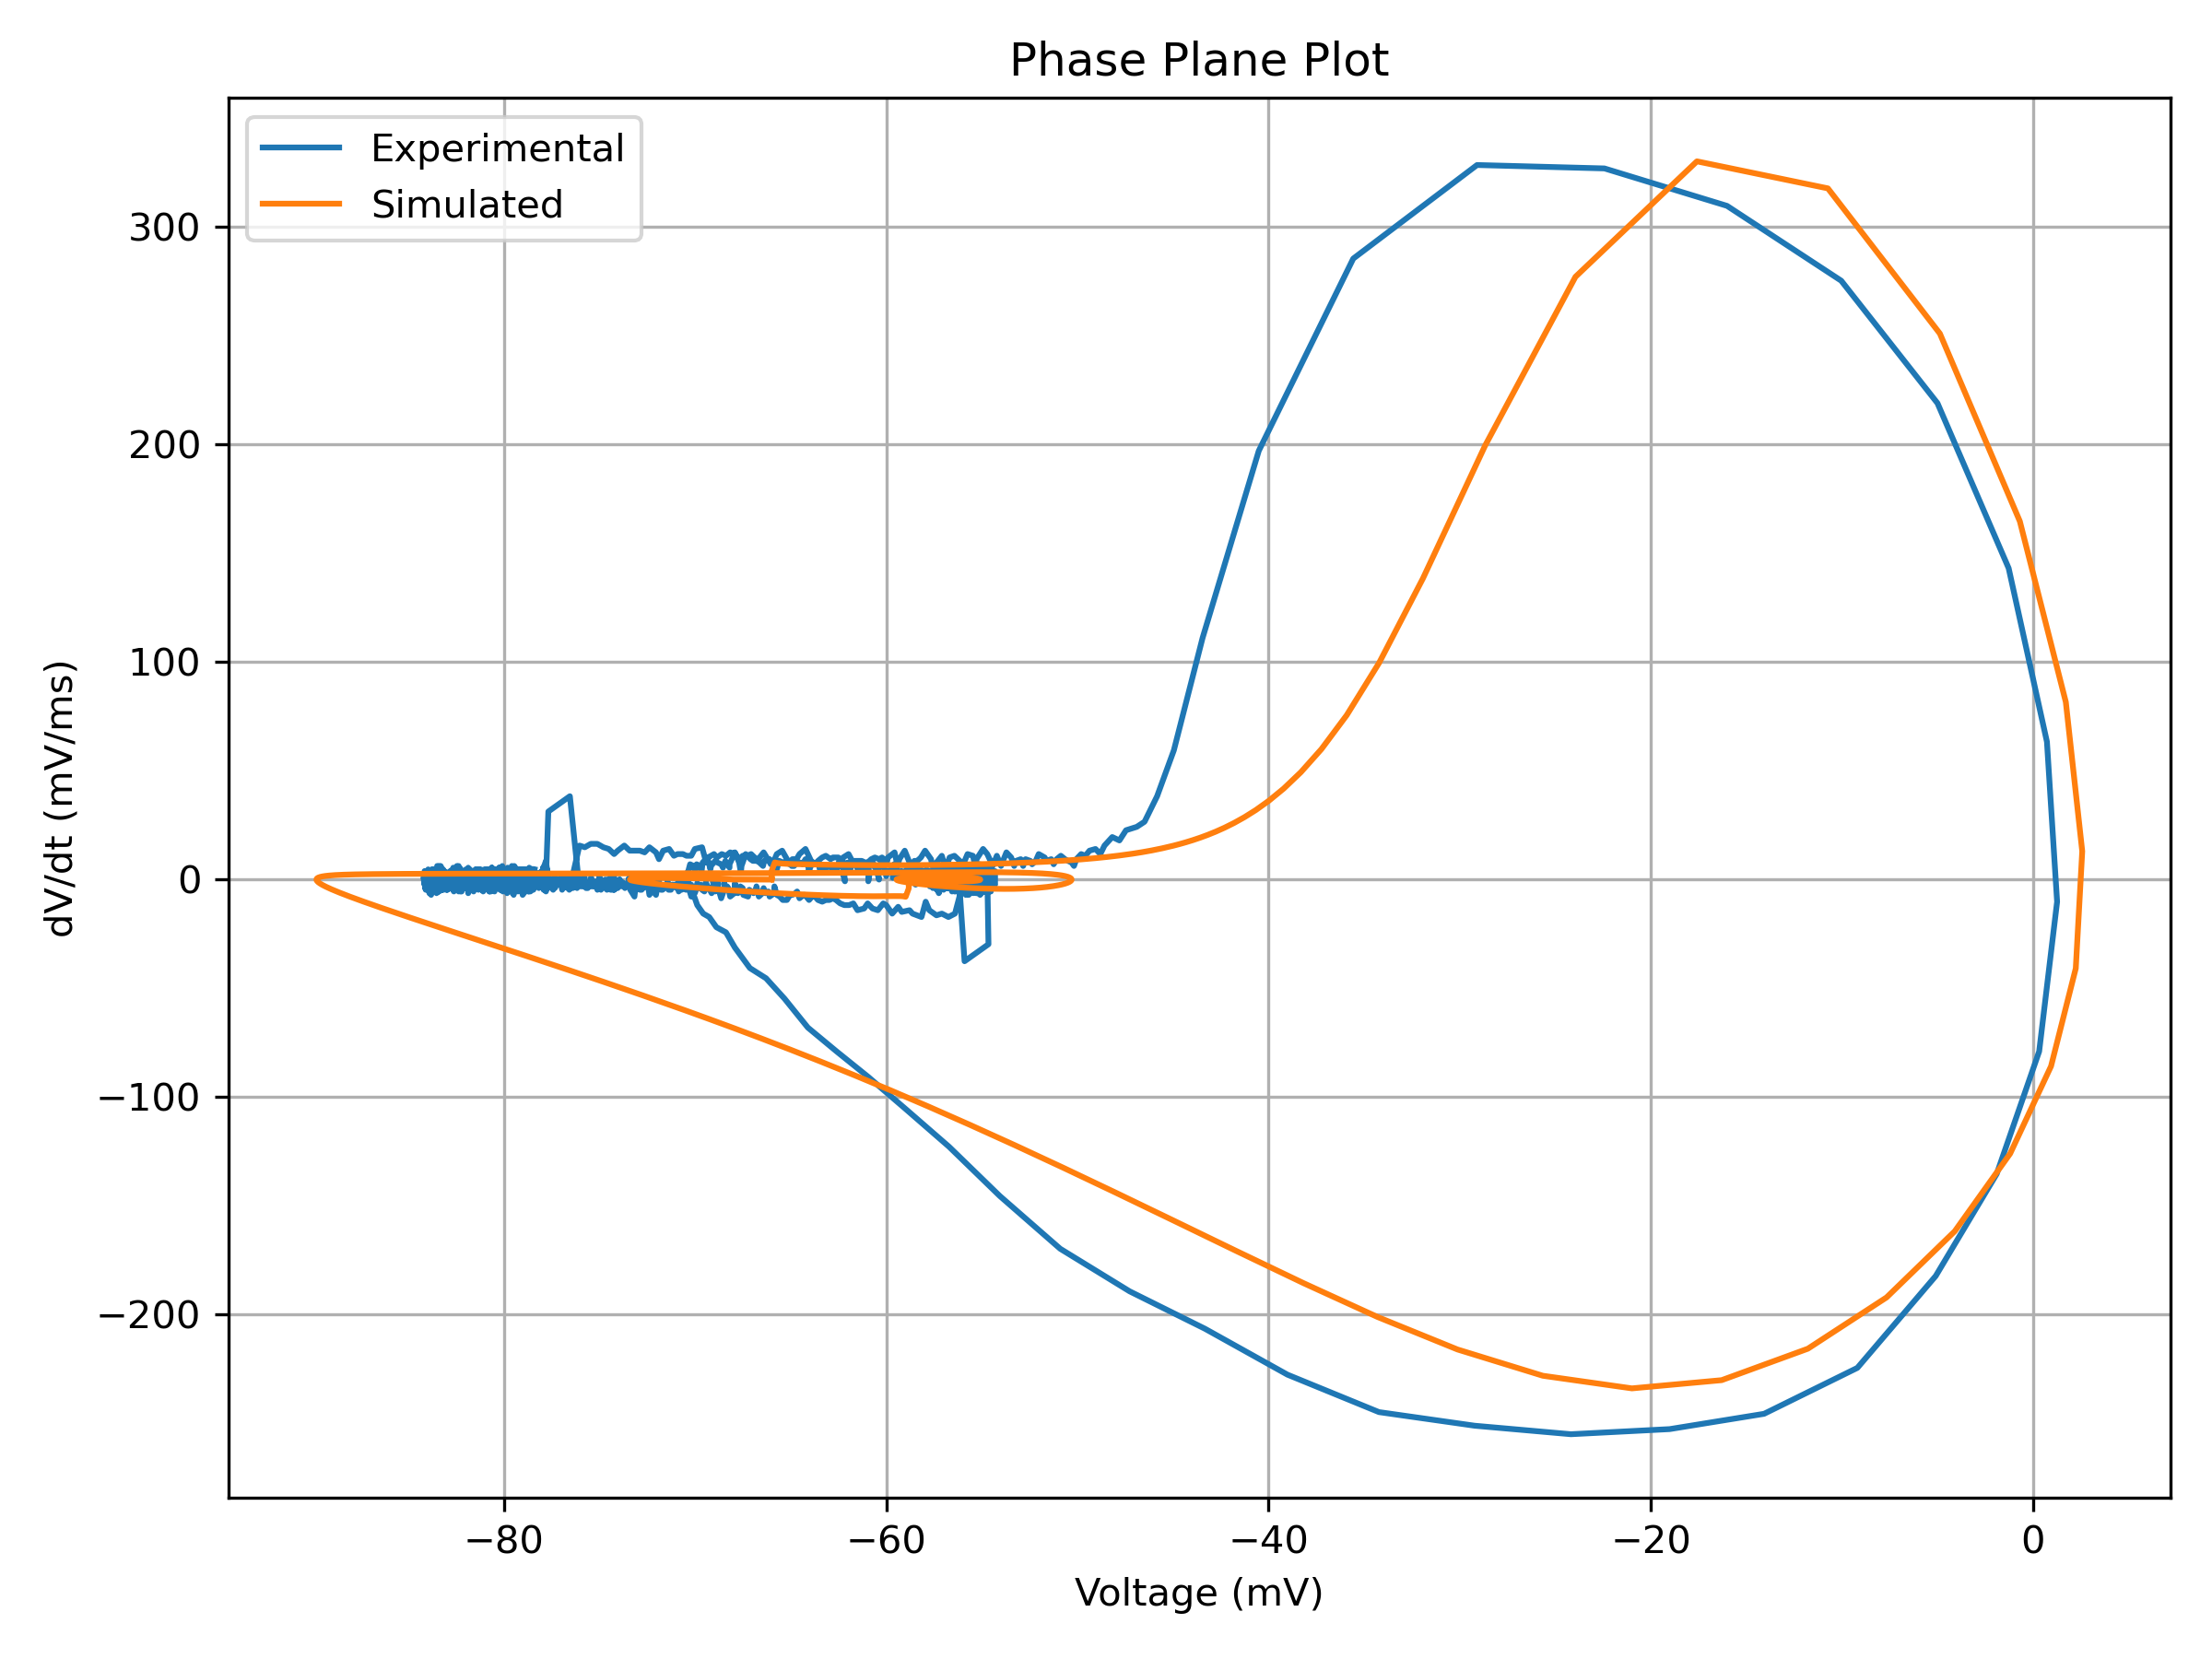 Phase Plane Plot
Experimental
Simulated
300
200
100
0
−100
−200
dV/dt (mV/ms)
−80
−60
−40
−20
0
Voltage (mV)